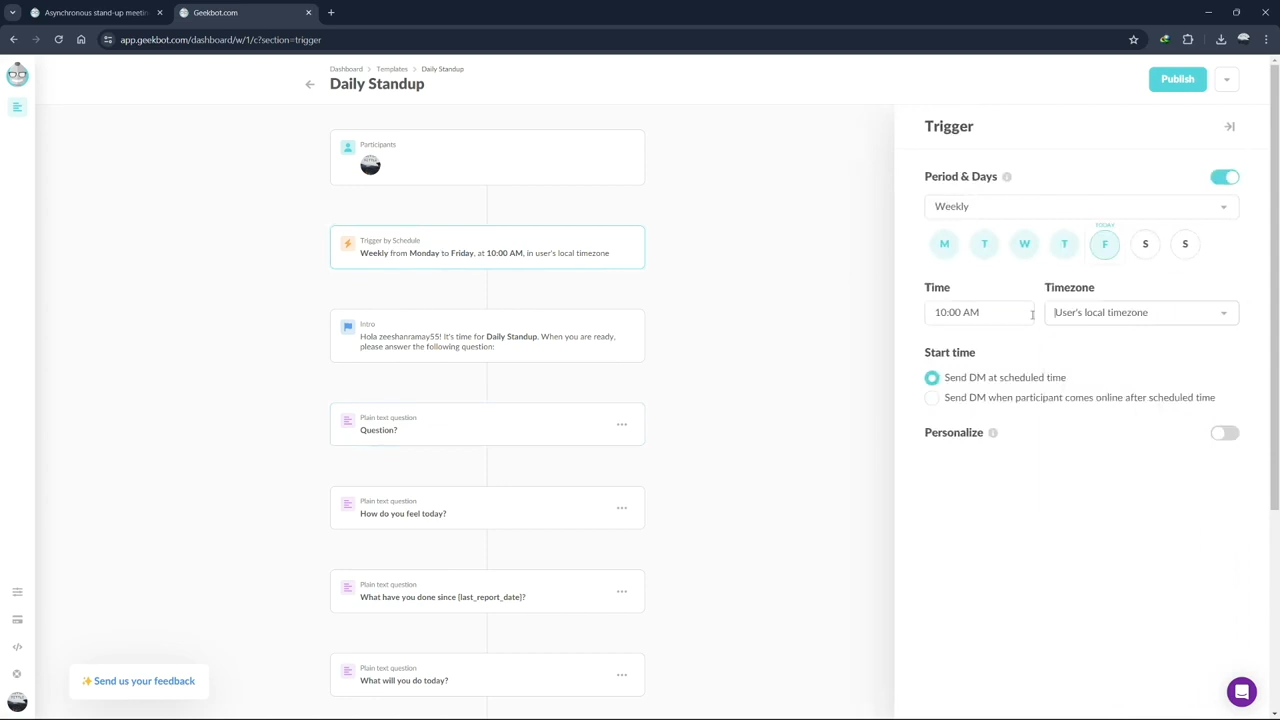 Asynchronous stand-up meetin
Geekbot.com
app.geekbot.com/dashboard/w/1/c?section=trigger
Dashboard > Templates > Daily Standup
Daily Standup
Publish
Participants
Trigger by Schedule
Weekly from Monday to Friday, at 10:00 AM, in user's local timezone
Intro
Hola zeeshanramay55! It's time for Daily Standup. When you are ready,
please answer the following question:
Plain text question
Question?
Plain text question
How do you feel today?
Plain text question
What have you done since {last_report_date}?
Plain text question
What will you do today?
✨ Send us your feedback
Trigger
Period & Days
Weekly
TODAY
M T W T F S S
Time Timezone
10:00 AM User's local timezone
Start time
Send DM at scheduled time
Send DM when participant comes online after scheduled time
Personalize